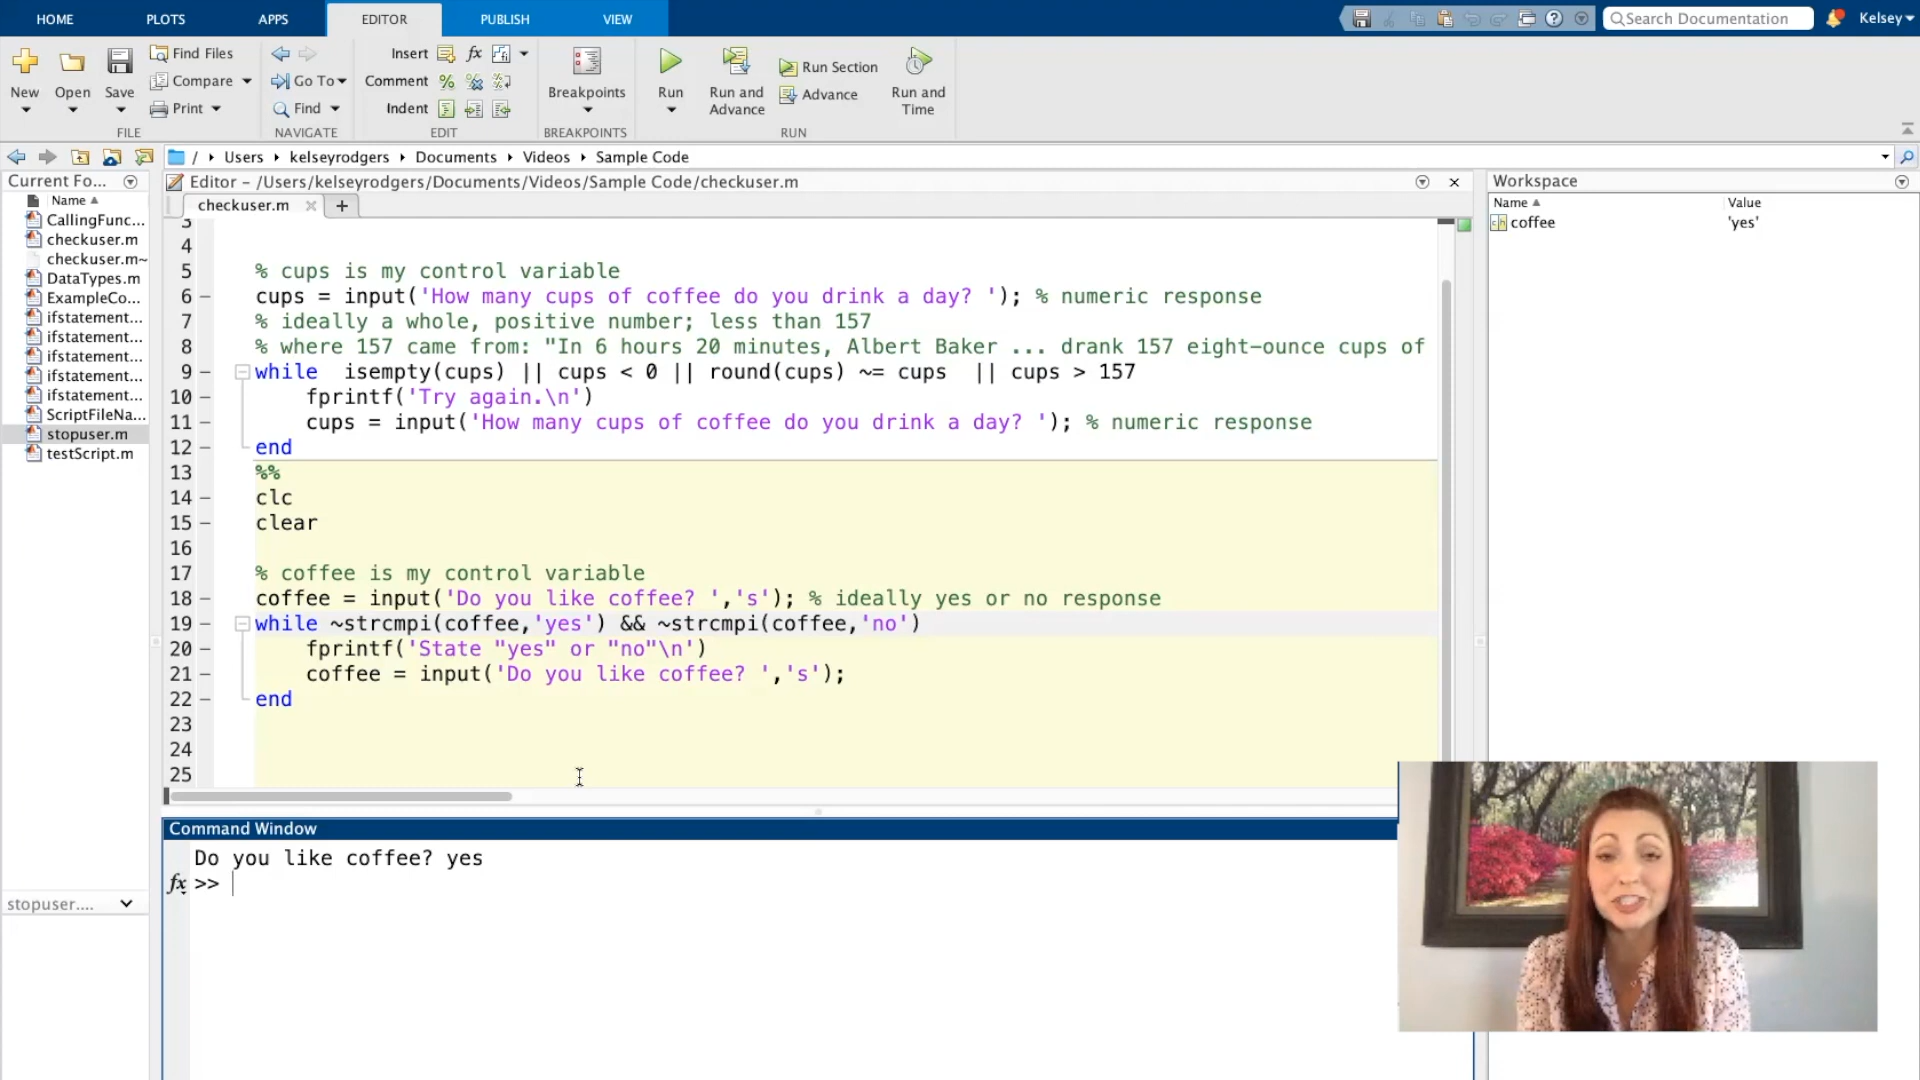 HOME PLOTS APPS EDITOR PUBLISH VIEW
Search Documentation
Kelsey
New
Open
Save
Find Files
Compare
Print
FILE
Go To
Find
NAVIGATE
Insert fx
Comment
Indent
EDIT
Breakpoints
BREAKPOINTS
Run
Run and Advance
Run Section
Advance
Run and Time
RUN
/ Users kelseyrodgers Documents Videos Sample Code
Current Fo...
Name
CallingFunc...
checkuser.m
checkuser.m~
DataTypes.m
ExampleCo...
ifstatement...
ifstatement...
ifstatement...
ifstatement...
ifstatement...
ScriptFileNa...
stopuser.m
testScript.m
stopuser....
Editor – /Users/kelseyrodgers/Documents/Videos/Sample Code/checkuser.m
checkuser.m
3
4
5 % cups is my control variable
6 – cups = input('How many cups of coffee do you drink a day? '); % numeric response
7 % ideally a whole, positive number; less than 157
8 % where 157 came from: "In 6 hours 20 minutes, Albert Baker ... drank 157 eight-ounce cups of
9 – while  isempty(cups) || cups < 0 || round(cups) ~= cups  || cups > 157
10 – fprintf('Try again.\n')
11 – cups = input('How many cups of coffee do you drink a day? '); % numeric response
12 – end
13 %%
14 – clc
15 – clear
16
17 % coffee is my control variable
18 – coffee = input('Do you like coffee? ','s'); % ideally yes or no response
19 – while ~strcmpi(coffee,'yes') && ~strcmpi(coffee,'no')
20 – fprintf('State "yes" or "no"\n')
21 – coffee = input('Do you like coffee? ','s');
22 – end
23
24
25
Command Window
Do you like coffee? yes
fx >>
Workspace
Name Value
coffee 'yes'